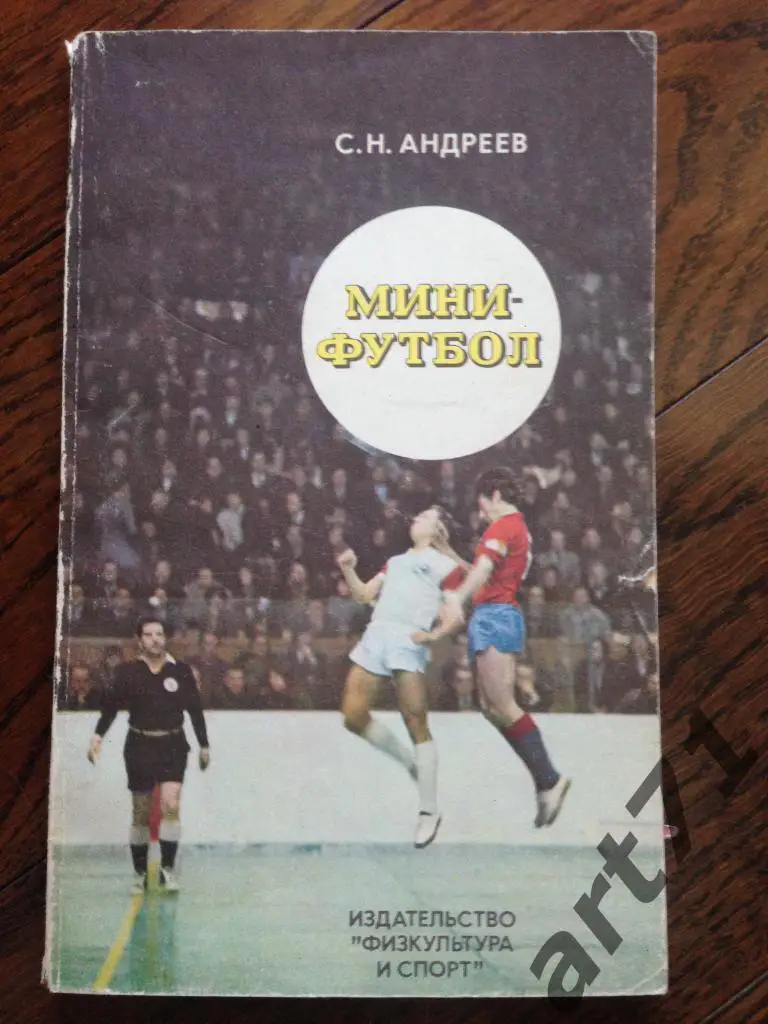 С.Н. АНДРЕЕВ
МИНИ-
ФУТБОЛ
ИЗДАТЕЛЬСТВО
"ФИЗКУЛЬТУРА
И СПОРТ"
art71